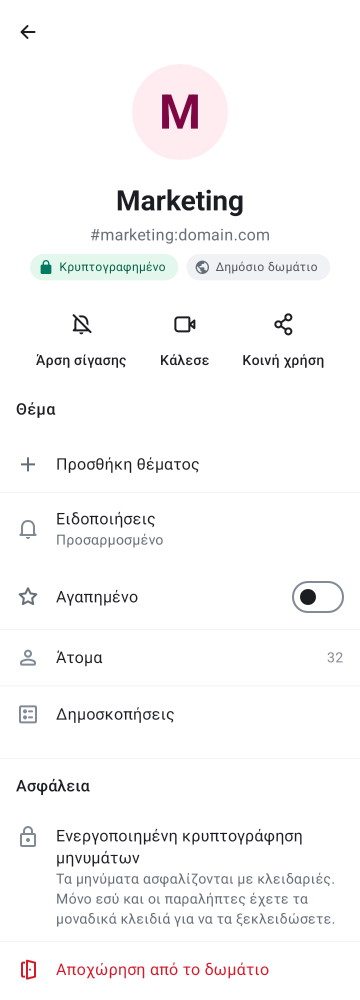 M
Marketing
#marketing:domain.com
Κρυπτογραφημένο
Δημόσιο δωμάτιο
Άρση σίγασης
Κάλεσε
Κοινή χρήση
Θέμα
Προσθήκη θέματος
Ειδοποιήσεις
Προσαρμοσμένο
Αγαπημένο
Άτομα
32
Δημοσκοπήσεις
Ασφάλεια
Ενεργοποιημένη κρυπτογράφηση
μηνυμάτων
Τα μηνύματα ασφαλίζονται με κλειδαριές.
Μόνο εσύ και οι παραλήπτες έχετε τα
μοναδικά κλειδιά για να τα ξεκλειδώσετε.
Αποχώρηση από το δωμάτιο